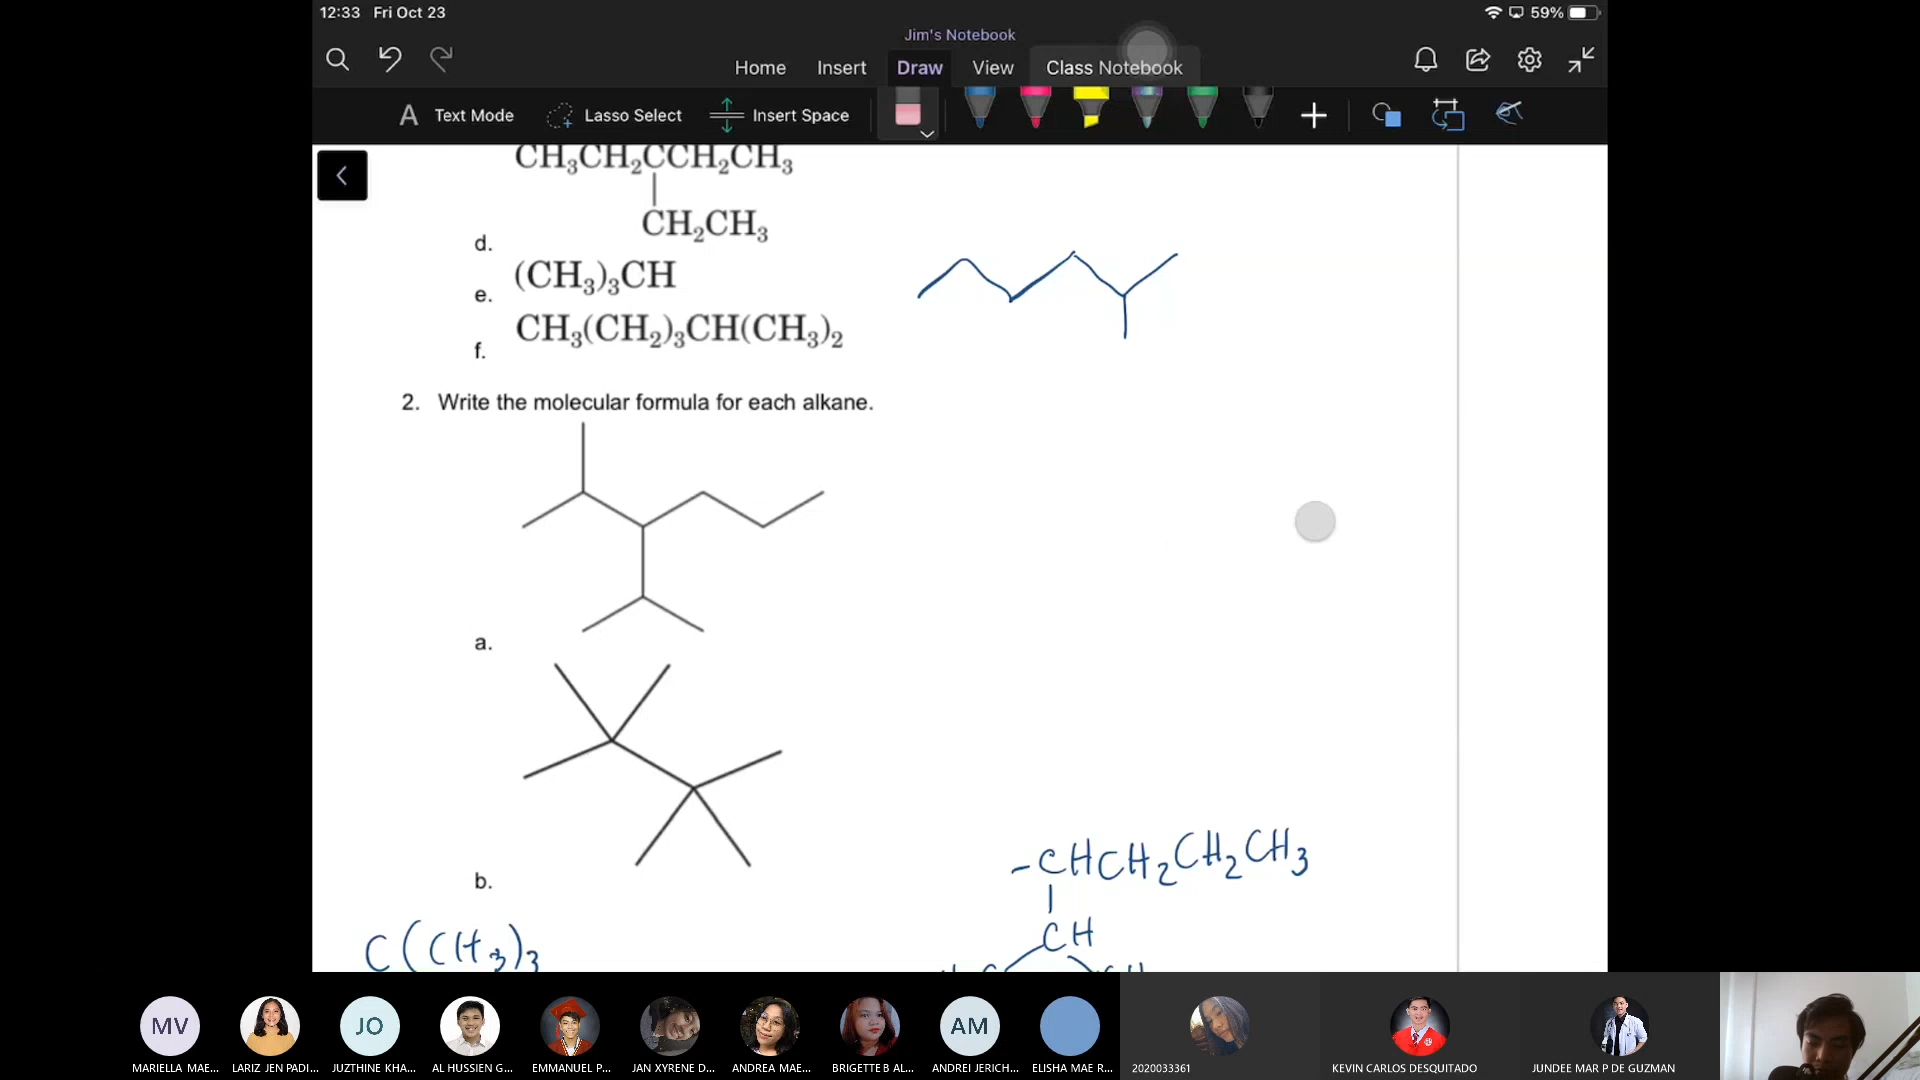 12:33 Fri Oct 23
59%
Jim's Notebook
Home Insert Draw View Class Notebook
A Text Mode Lasso Select Insert Space
CH₃CH₂CCH₂CH₃
CH₂CH₃
d.
(CH₃)₃CH
e.
CH₃(CH₂)₃CH(CH₃)₂
f.
2. Write the molecular formula for each alkane.
a.
b.
-CHCH₂CH₂CH₃
CH
C(CH₃)₃
MV JO AM
MARIELLA MAE... LARIZ JEN PADI... JUZTHINE KHA... AL HUSSIEN G... EMMANUEL P... JAN XYRENE D... ANDREA MAE... BRIGETTE B AL... ANDREI JERICH... ELISHA MAE R... 2020033361 KEVIN CARLOS DESQUITADO JUNDEE MAR P DE GUZMAN